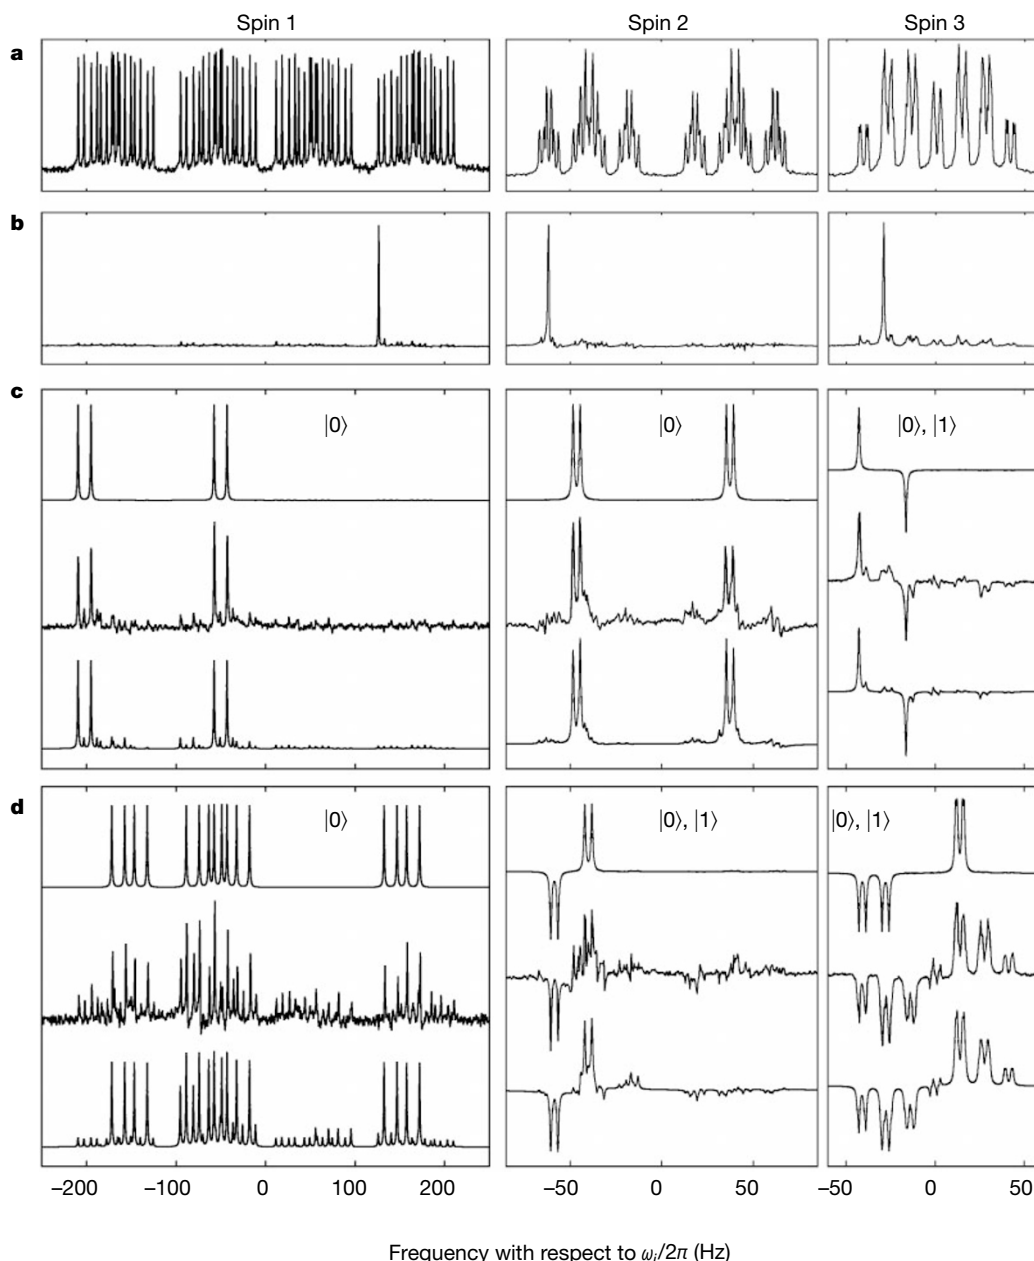 Spin 1 Spin 2 Spin 3
a
b
c
|0⟩ |0⟩ |0⟩, |1⟩
d
|0⟩ |0⟩, |1⟩ |0⟩, |1⟩
–200 –100 0 100 200 –50 0 50 –50 0 50
Frequency with respect to ωᵢ/2π (Hz)